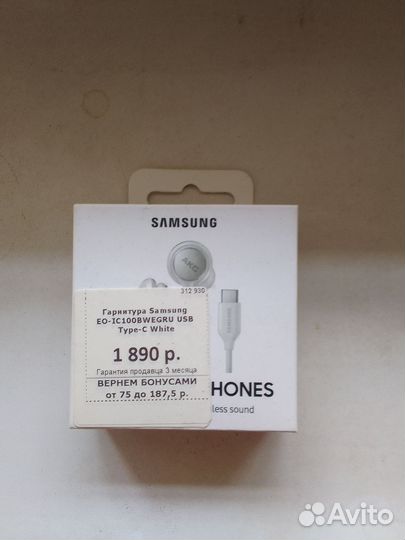 SAMSUNG
AKG
SAMSUNG
312 930
Гарнитура Samsung
EO-IC100BWEGRU USB
Type-C White
1 890 р.
Гарантия продавца 3 месяца
ВЕРНЕМ БОНУСАМИ
от 75 до 187,5 р.
HONES
less sound
Avito